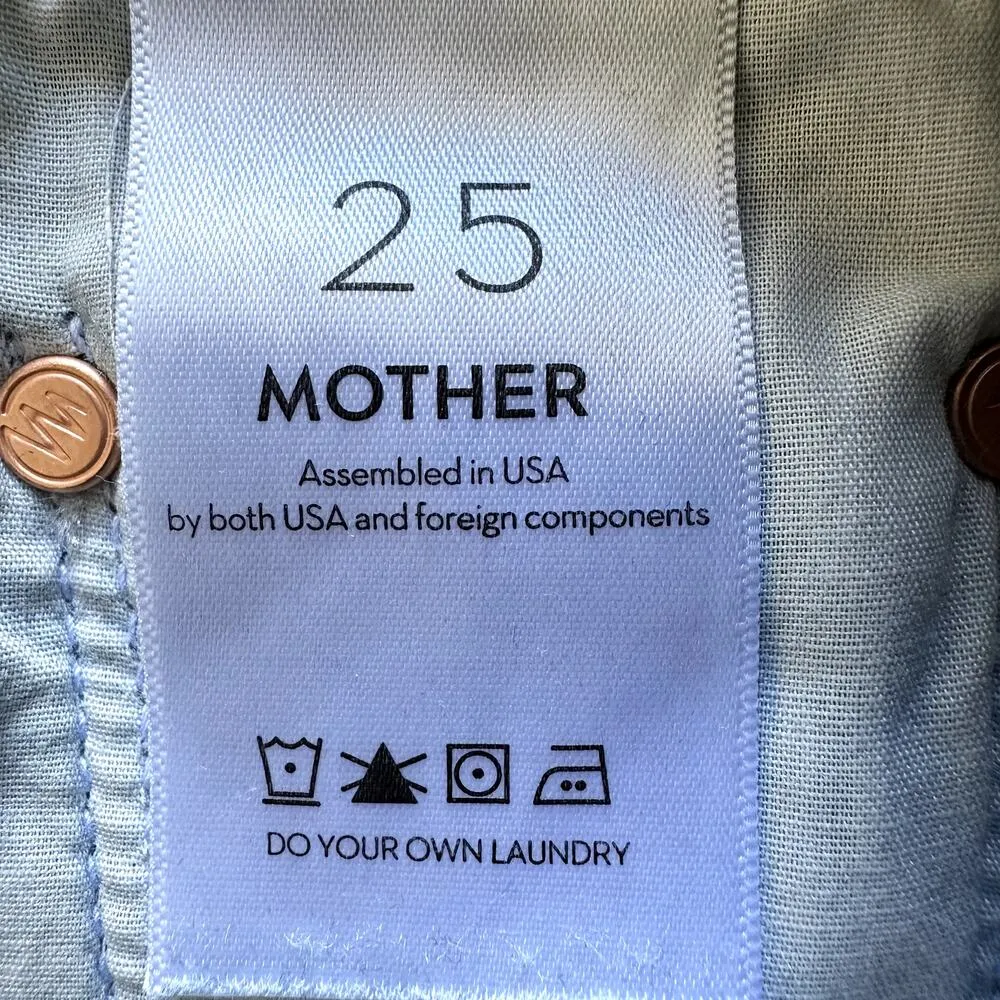 25
MOTHER
Assembled in USA
by both USA and foreign components
DO YOUR OWN LAUNDRY